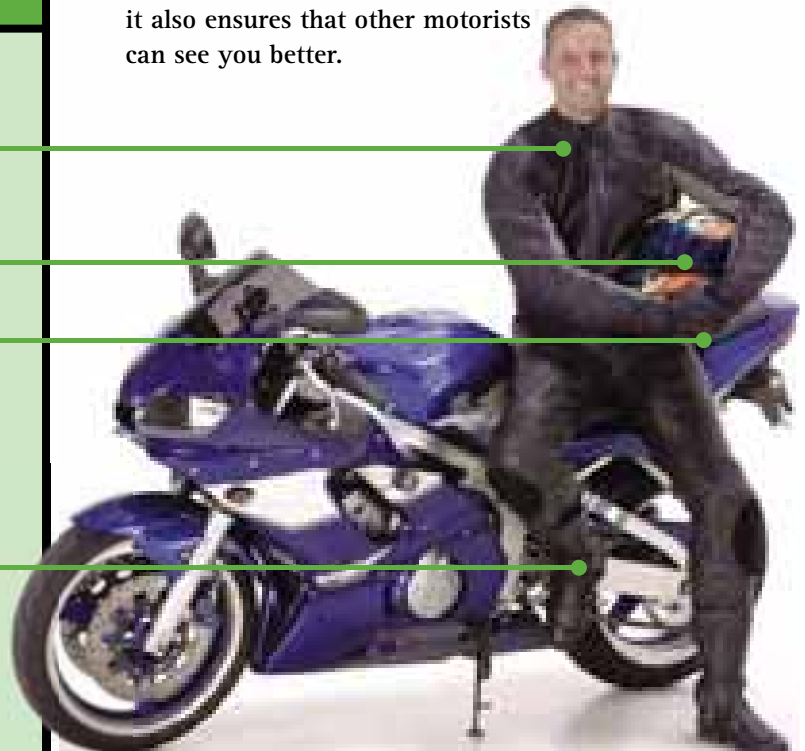 it also ensures that other motorists
can see you better.